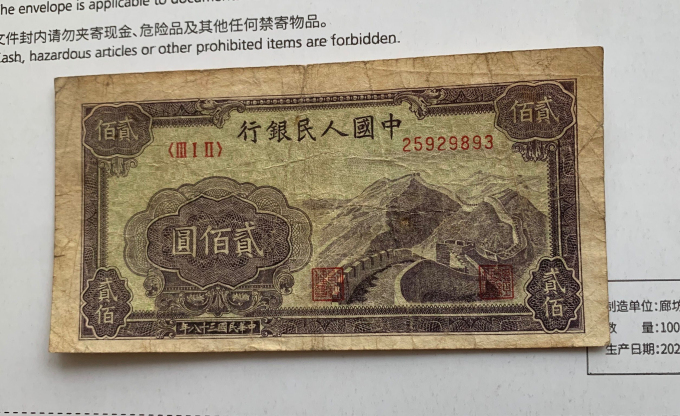 he envelope is applicable to docume
文件封内请勿夹寄现金、危险品及其他任何禁寄物品。
Cash, hazardous articles or other prohibited items are forbidden.
行銀民人國中
佰貳
佰貳
〈III I II〉
25929893
圓佰貳
貳佰
貳佰
年八十三國民華中
制造单位:廊坊
数 量:100
生产日期:202